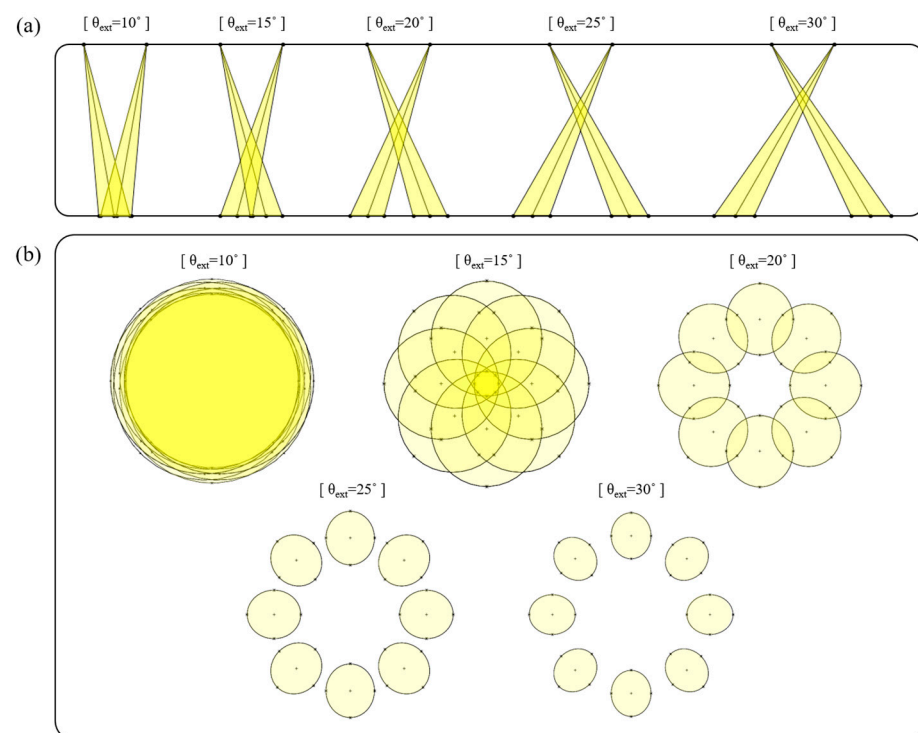 (a)
[ θext=10° ] [ θext=15° ] [ θext=20° ] [ θext=25° ] [ θext=30° ]
(b)
[ θext=10° ] [ θext=15° ] [ θext=20° ]
[ θext=25° ] [ θext=30° ]